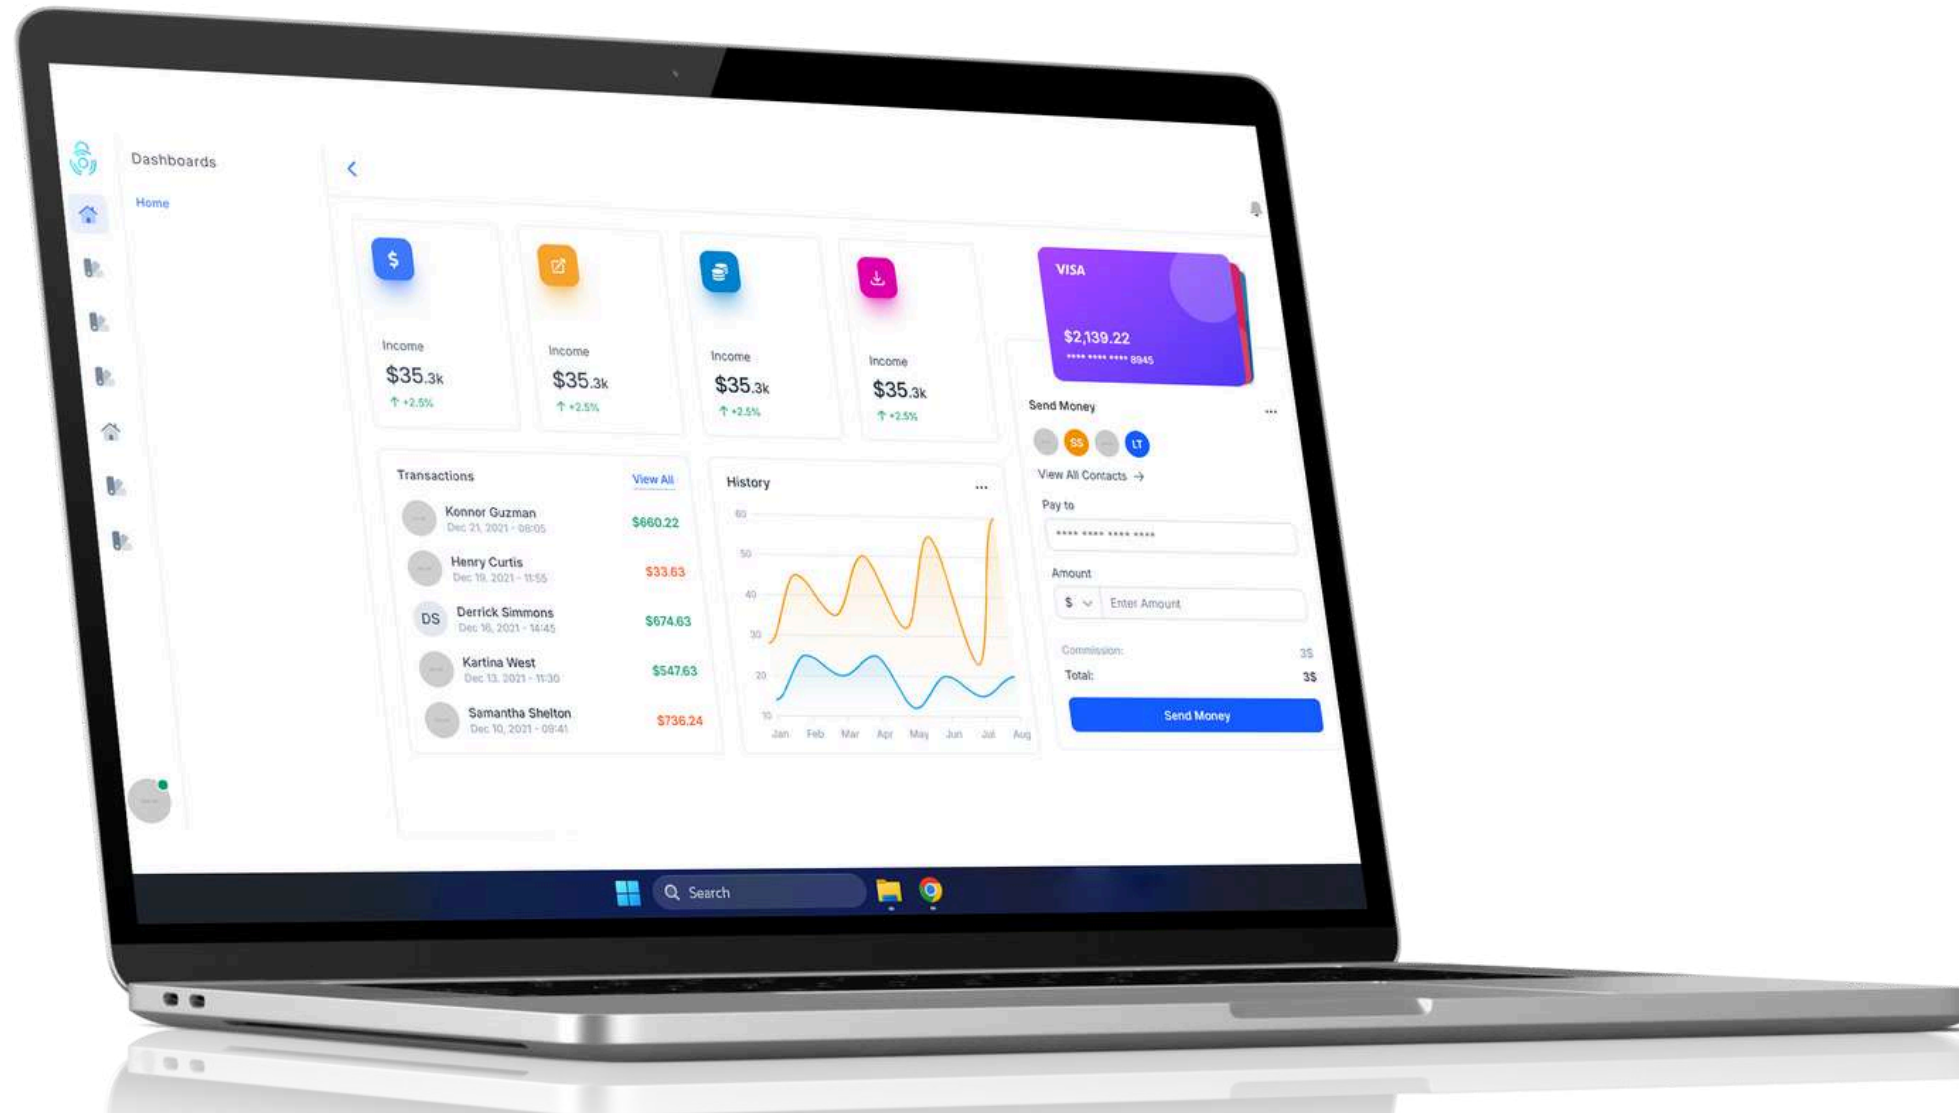 Dashboards
Home
Income
$35.3k
+2.5%
Income
$35.3k
+2.5%
Income
$35.3k
+2.5%
Income
$35.3k
+2.5%
VISA
$2,139.22
**** **** **** 8945
Transactions
View All
Konnor Guzman
Dec 21, 2021 - 08:05
$660.22
Henry Curtis
Dec 19, 2021 - 11:55
$33.63
DS
Derrick Simmons
Dec 16, 2021 - 14:45
$674.63
Kartina West
Dec 13, 2021 - 11:30
$547.63
Samantha Shelton
Dec 10, 2021 - 09:41
$736.24
History
60
50
40
30
20
10
Jan Feb Mar Apr May Jun Jul Aug
Send Money
SS LT
View All Contacts
Pay to
**** **** **** ****
Amount
$ Enter Amount
Commission: 3$
Total: 3$
Send Money
Search